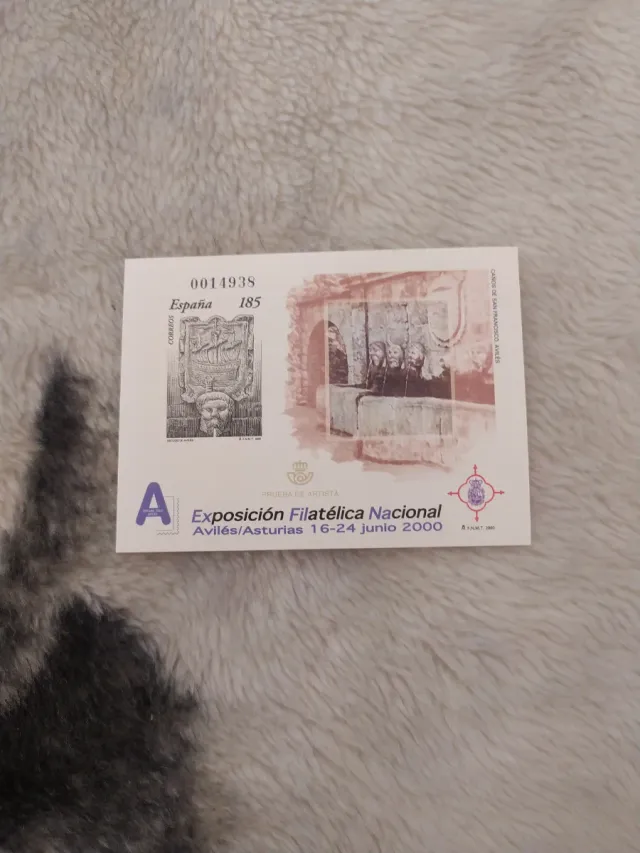 0014938
España 185
CORREOS
CAÑOS DE SAN FRANCISCO. AVILÉS
PRUEBA DE ARTISTA
A
Exposición Filatélica Nacional
Avilés/Asturias 16-24 junio 2000